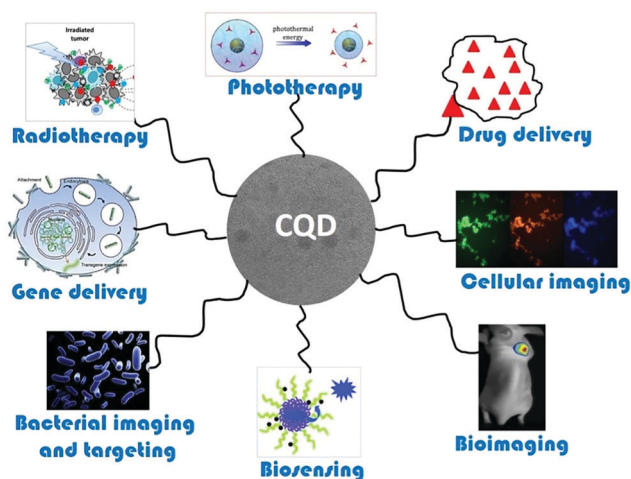 Irradiated
tumor
Radiotherapy
photothermal
energy
Phototherapy
Drug delivery
CQD
Attachment
Endocytosis
Transgene expression
Gene delivery
Cellular imaging
Bacterial imaging
and targeting
Biosensing
Bioimaging